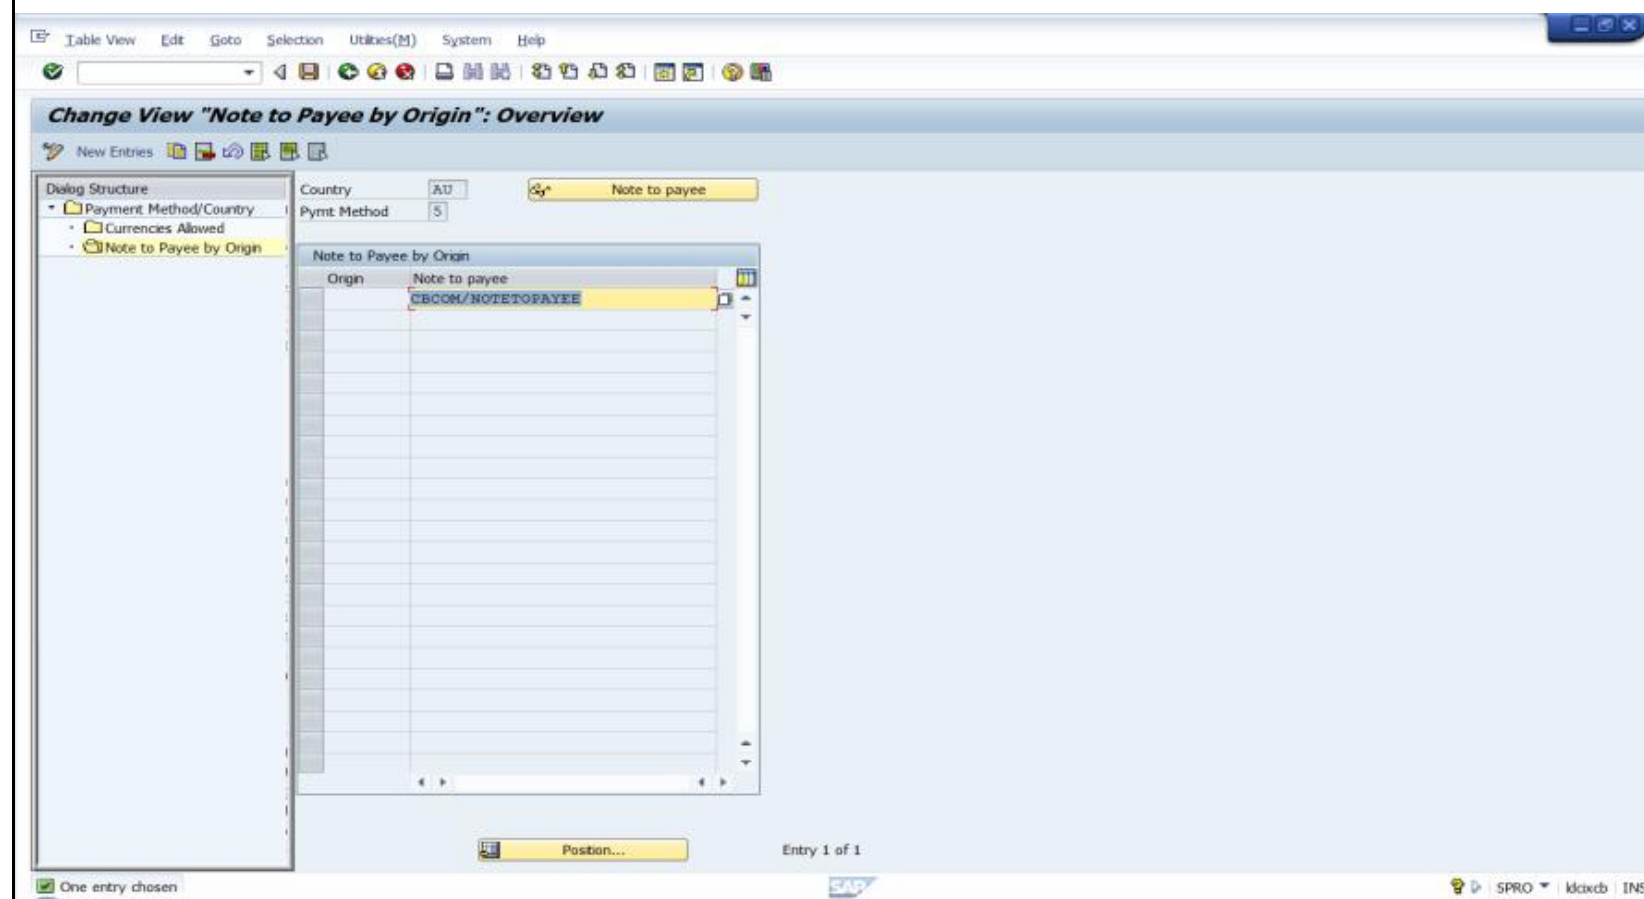 Table View Edit Goto Selection Utilities(M) System Help
Change View "Note to Payee by Origin": Overview
New Entries
Dialog Structure
Payment Method/Country
Currencies Allowed
Note to Payee by Origin
Country AU Note to payee
Pymt Method 5
Note to Payee by Origin
Origin Note to payee
CBCOM/NOTETOPAYEE
Position... Entry 1 of 1
One entry chosen
SAP
SPRO INS